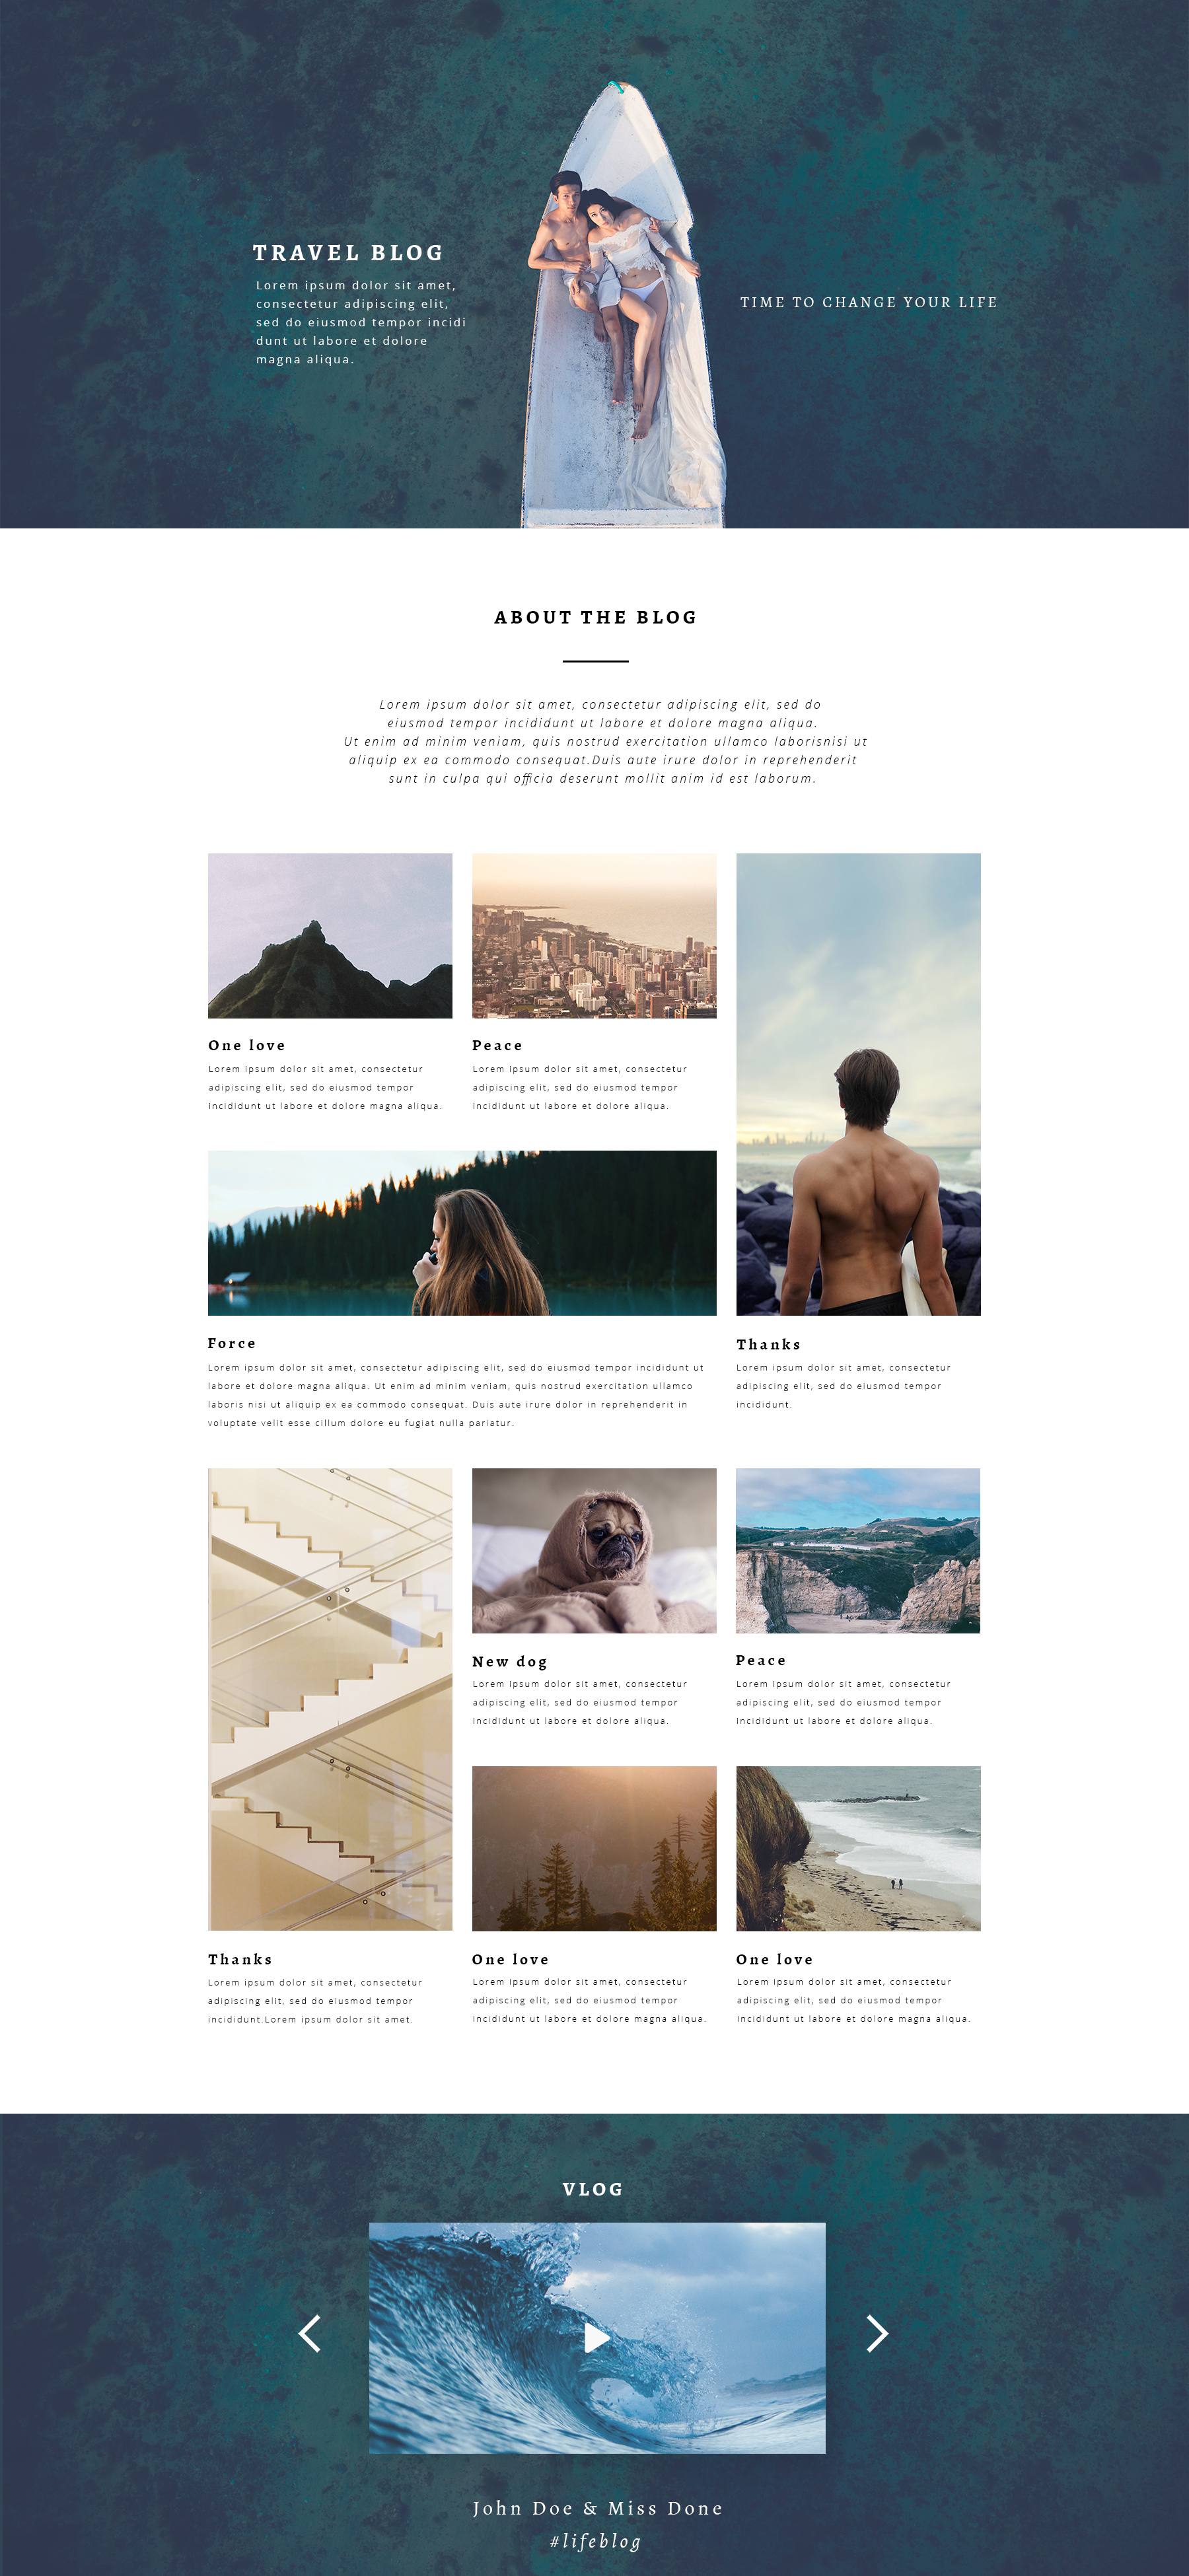 TRAVEL BLOG
Lorem ipsum dolor sit amet,
consectetur adipiscing elit,
sed do eiusmod tempor incidi
dunt ut labore et dolore
magna aliqua.
TIME TO CHANGE YOUR LIFE
ABOUT THE BLOG
Lorem ipsum dolor sit amet, consectetur adipiscing elit, sed do
eiusmod tempor incididunt ut labore et dolore magna aliqua.
Ut enim ad minim veniam, quis nostrud exercitation ullamco laborisnisi ut
aliquip ex ea commodo consequat.Duis aute irure dolor in reprehenderit
sunt in culpa qui officia deserunt mollit anim id est laborum.
One love
Lorem ipsum dolor sit amet, consectetur
adipiscing elit, sed do eiusmod tempor
incididunt ut labore et dolore magna aliqua.
Peace
Lorem ipsum dolor sit amet, consectetur
adipiscing elit, sed do eiusmod tempor
incididunt ut labore et dolore aliqua.
Force
Lorem ipsum dolor sit amet, consectetur adipiscing elit, sed do eiusmod tempor incididunt ut
labore et dolore magna aliqua. Ut enim ad minim veniam, quis nostrud exercitation ullamco
laboris nisi ut aliquip ex ea commodo consequat. Duis aute irure dolor in reprehenderit in
voluptate velit esse cillum dolore eu fugiat nulla pariatur.
Thanks
Lorem ipsum dolor sit amet, consectetur
adipiscing elit, sed do eiusmod tempor
incididunt.
New dog
Lorem ipsum dolor sit amet, consectetur
adipiscing elit, sed do eiusmod tempor
incididunt ut labore et dolore aliqua.
Peace
Lorem ipsum dolor sit amet, consectetur
adipiscing elit, sed do eiusmod tempor
incididunt ut labore et dolore aliqua.
Thanks
Lorem ipsum dolor sit amet, consectetur
adipiscing elit, sed do eiusmod tempor
incididunt.Lorem ipsum dolor sit amet.
One love
Lorem ipsum dolor sit amet, consectetur
adipiscing elit, sed do eiusmod tempor
incididunt ut labore et dolore magna aliqua.
One love
Lorem ipsum dolor sit amet, consectetur
adipiscing elit, sed do eiusmod tempor
incididunt ut labore et dolore magna aliqua.
VLOG
John Doe & Miss Done
#lifeblog